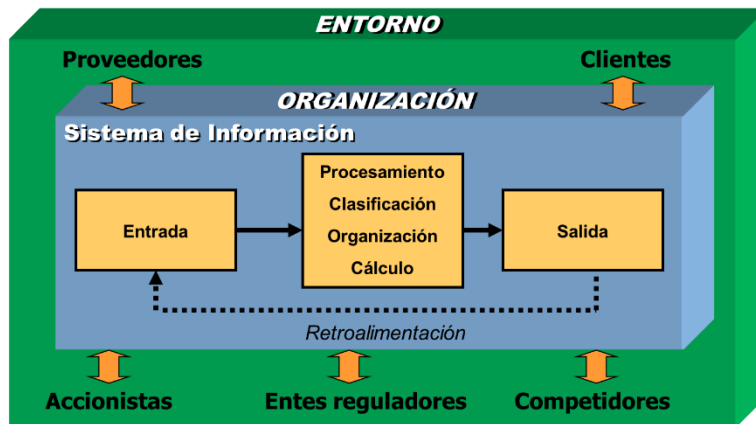 ENTORNO
Proveedores
Clientes
ORGANIZACIÓN
Sistema de Información
Entrada
Procesamiento
Clasificación
Organización
Cálculo
Salida
Retroalimentación
Accionistas
Entes reguladores
Competidores